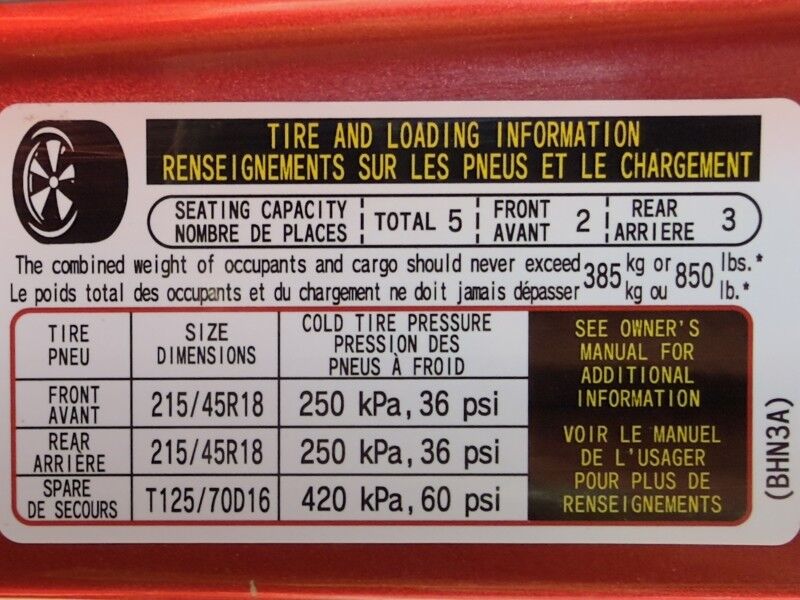 TIRE AND LOADING INFORMATION
RENSEIGNEMENTS SUR LES PNEUS ET LE CHARGEMENT
SEATING CAPACITY
NOMBRE DE PLACES
TOTAL 5
FRONT
AVANT
2
REAR
ARRIERE
3
The combined weight of occupants and cargo should never exceed 385 kg or 850 lbs.*
Le poids total des occupants et du chargement ne doit jamais dépasser kg ou lb.*
TIRE
PNEU
SIZE
DIMENSIONS
COLD TIRE PRESSURE
PRESSION DES
PNEUS À FROID
FRONT
AVANT
215/45R18
250 kPa, 36 psi
REAR
ARRIÈRE
215/45R18
250 kPa, 36 psi
SPARE
DE SECOURS
T125/70D16
420 kPa, 60 psi
SEE OWNER'S
MANUAL FOR
ADDITIONAL
INFORMATION
VOIR LE MANUEL
DE L'USAGER
POUR PLUS DE
RENSEIGNEMENTS
(BHN3A)